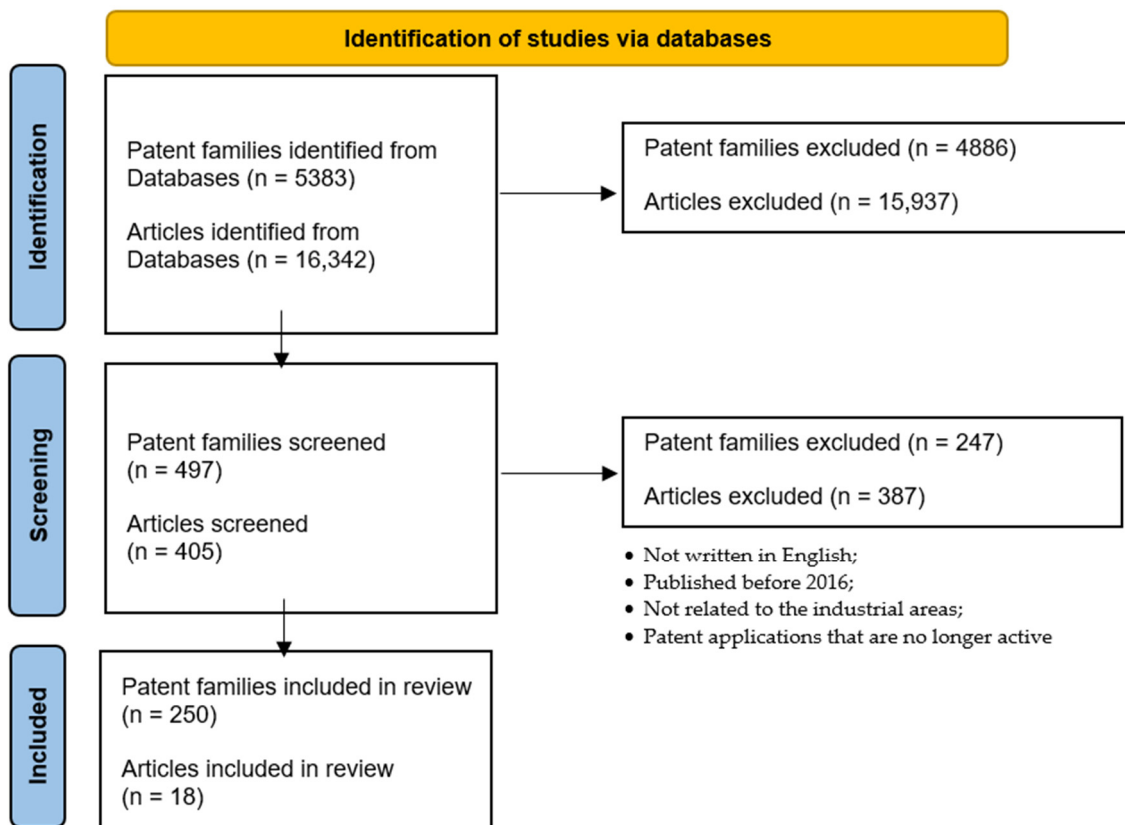 Identification of studies via databases
Identification
Patent families identified from
Databases (n = 5383)
Articles identified from
Databases (n = 16,342)
Patent families excluded (n = 4886)
Articles excluded (n = 15,937)
Screening
Patent families screened
(n = 497)
Articles screened
(n = 405)
Patent families excluded (n = 247)
Articles excluded (n = 387)
• Not written in English;
• Published before 2016;
• Not related to the industrial areas;
• Patent applications that are no longer active
Included
Patent families included in review
(n = 250)
Articles included in review
(n = 18)